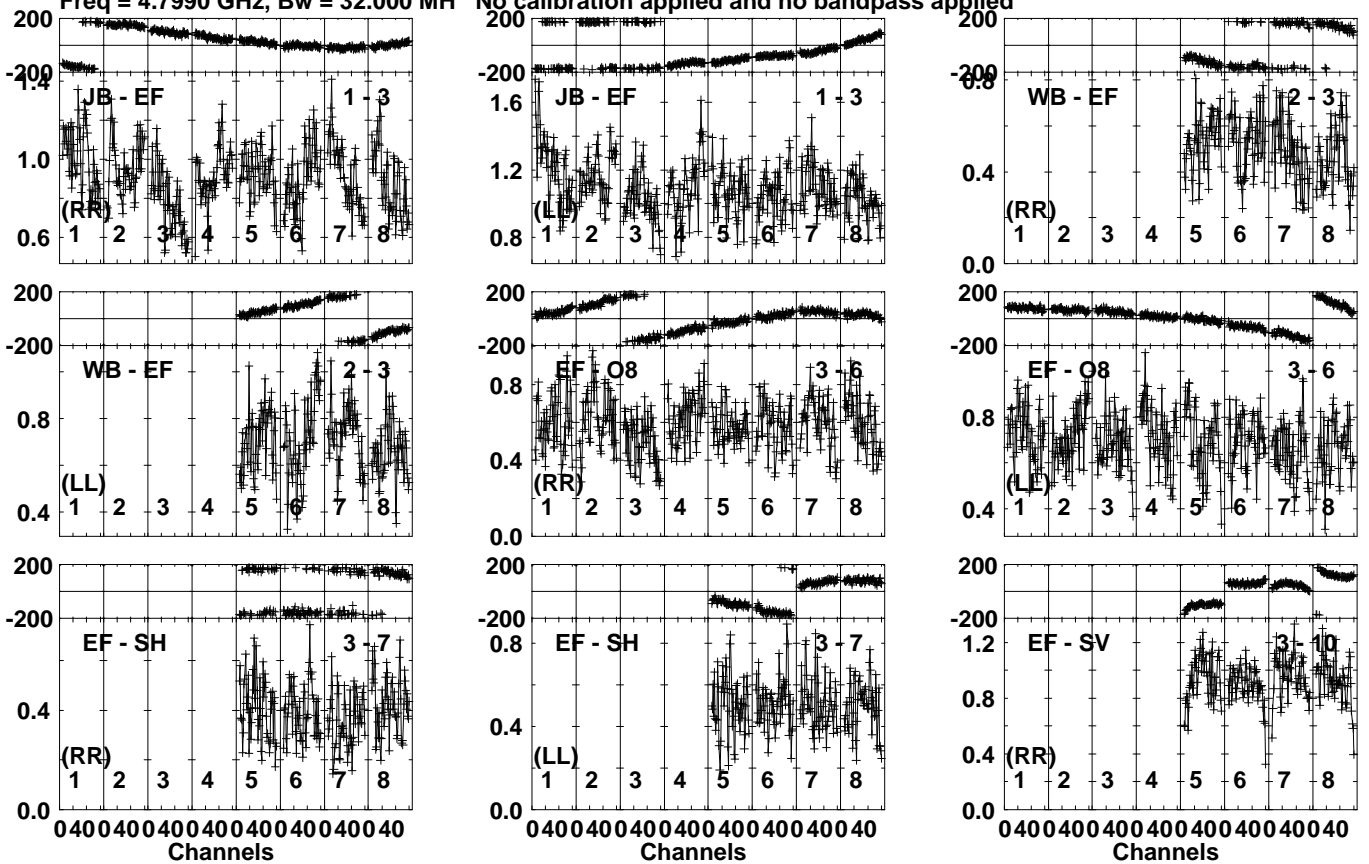 Freq = 4.7990 GHz, Bw = 32.000 MH No calibration applied and no bandpass applied
200
-200
1.4
1.0
0.6
JB - EF 1 - 3
(RR)
1 2 3 4 5 6 7 8
200
-200
1.6
1.2
0.8
JB - EF 1 - 3
(LL)
1 2 3 4 5 6 7 8
200
-200
0.8
0.4
0.0
WB - EF 2 - 3
(RR)
1 2 3 4 5 6 7 8
200
-200
0.8
0.4
WB - EF 2 - 3
(LL)
1 2 3 4 5 6 7 8
200
-200
0.8
0.4
0.0
EF - O8 3 - 6
(RR)
1 2 3 4 5 6 7 8
200
-200
0.8
0.4
EF - O8 3 - 6
(LL)
1 2 3 4 5 6 7 8
200
-200
0.4
0.0
EF - SH 3 - 7
(RR)
1 2 3 4 5 6 7 8
0 40 0 40 0 40 0 40 0 40 0 40 0 40 0 40
Channels
200
-200
0.8
0.4
0.0
EF - SH 3 - 7
(LL)
1 2 3 4 5 6 7 8
0 40 0 40 0 40 0 40 0 40 0 40 0 40 0 40
Channels
200
-200
1.2
0.8
0.4
0.0
EF - SV 3 - 10
(RR)
1 2 3 4 5 6 7 8
0 40 0 40 0 40 0 40 0 40 0 40 0 40 0 40
Channels